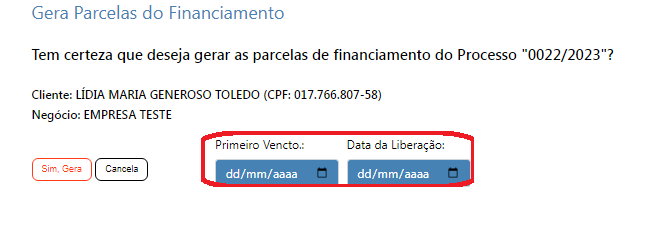 Gera Parcelas do Financiamento
Tem certeza que deseja gerar as parcelas de financiamento do Processo "0022/2023"?
Cliente: LÍDIA MARIA GENEROSO TOLEDO (CPF: 017.766.807-58)
Negócio: EMPRESA TESTE
Primeiro Vencto.: Data da Liberação:
Sim, Gera Cancela dd/mm/aaaa dd/mm/aaaa